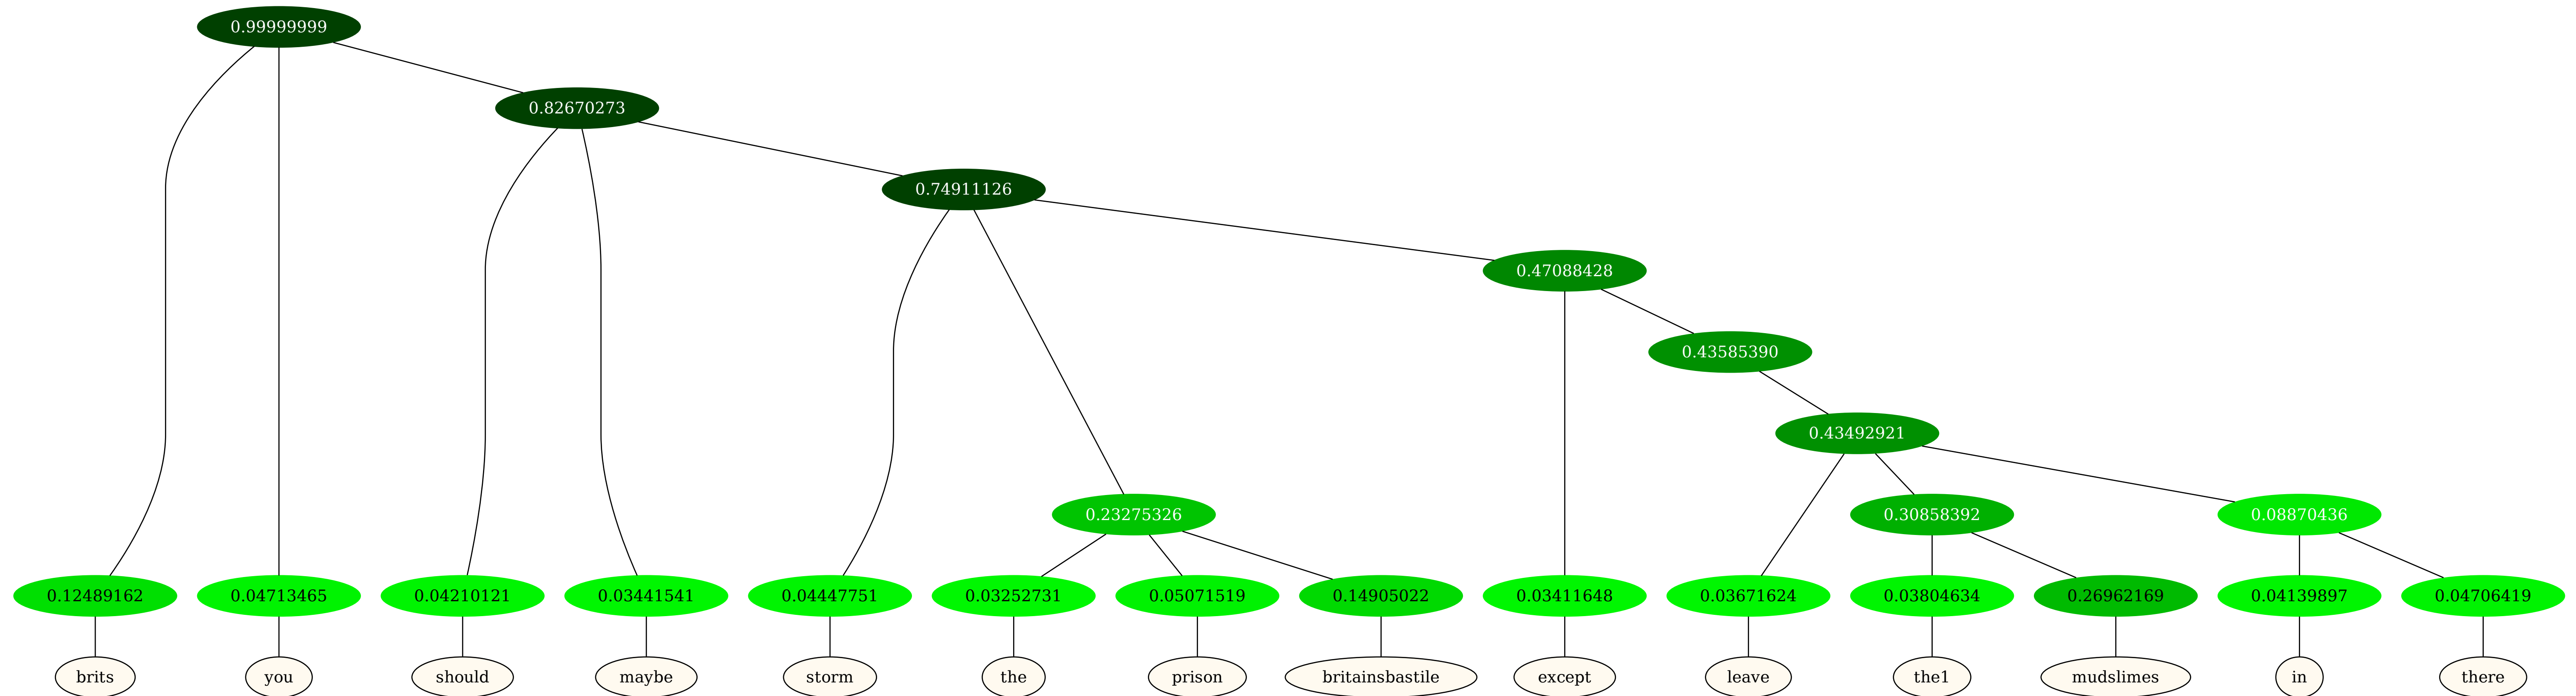 0.99999999
0.82670273
0.74911126
0.47088428
0.43585390
0.43492921
0.23275326 0.30858392 0.08870436
0.12489162 0.04713465 0.04210121 0.03441541 0.04447751 0.03252731 0.05071519 0.14905022 0.03411648 0.03671624 0.03804634 0.26962169 0.04139897 0.04706419
brits you should maybe storm the prison britainsbastile except leave the1 mudslimes in there